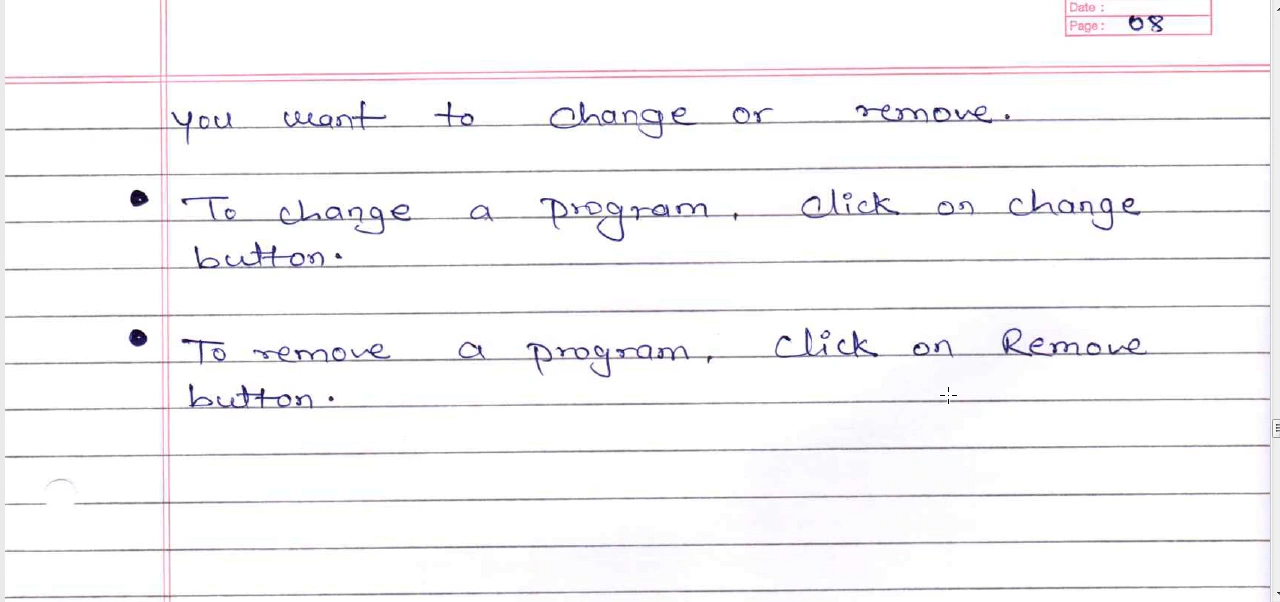 Date :
Page : 08
you want to change or remove.
• To change a program, click on change
button.
• To remove a program, click on Remove
button.